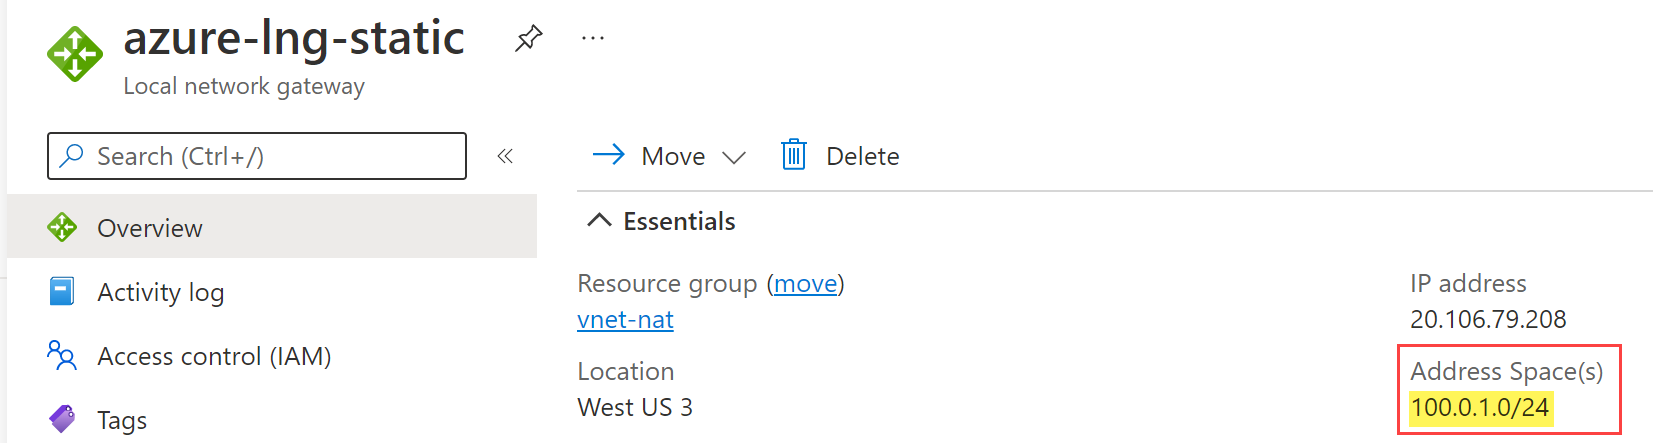 azure-lng-static
...
Local network gateway
Search (Ctrl+/)
«
Move
Delete
Overview
Activity log
Access control (IAM)
Tags
Essentials
Resource group (move)
vnet-nat
Location
West US 3
IP address
20.106.79.208
Address Space(s)
100.0.1.0/24